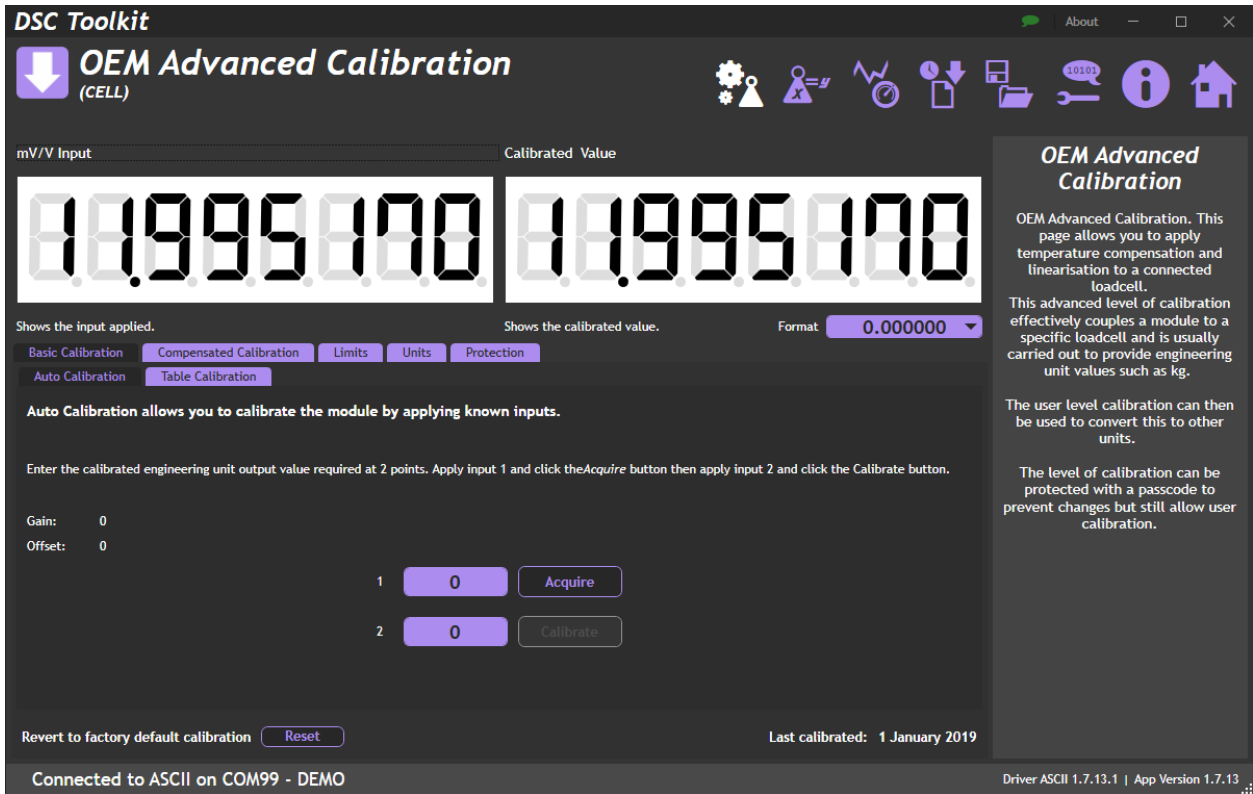 DSC Toolkit
About
OEM Advanced Calibration
(CELL)
x=y
10101
mV/V Input
Calibrated Value
11.995170
11.995170
Shows the input applied.
Shows the calibrated value.
Format
0.000000
Basic Calibration
Compensated Calibration
Limits
Units
Protection
Auto Calibration
Table Calibration
Auto Calibration allows you to calibrate the module by applying known inputs.
Enter the calibrated engineering unit output value required at 2 points. Apply input 1 and click theAcquire button then apply input 2 and click the Calibrate button.
Gain: 0
Offset: 0
1 0 Acquire
2 0 Calibrate
Revert to factory default calibration Reset
Last calibrated: 1 January 2019
OEM Advanced
Calibration
OEM Advanced Calibration. This
page allows you to apply
temperature compensation and
linearisation to a connected
loadcell.
This advanced level of calibration
effectively couples a module to a
specific loadcell and is usually
carried out to provide engineering
unit values such as kg.
The user level calibration can then
be used to convert this to other
units.
The level of calibration can be
protected with a passcode to
prevent changes but still allow user
calibration.
Connected to ASCII on COM99 - DEMO
Driver ASCII 1.7.13.1 | App Version 1.7.13